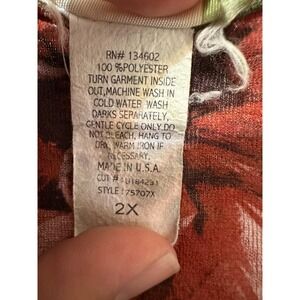 RN# 134602
100 %POLYESTER
TURN GARMENT INSIDE
OUT,MACHINE WASH IN
COLD WATER WASH
DARKS SEPARATELY,
GENTLE CYCLE ONLY DO
NOT BLEACH, HANG TO
DRY, WARM IRON IF
NECESSARY.
MADE IN U.S.A.
CUT #
STYLE :75707X
2X